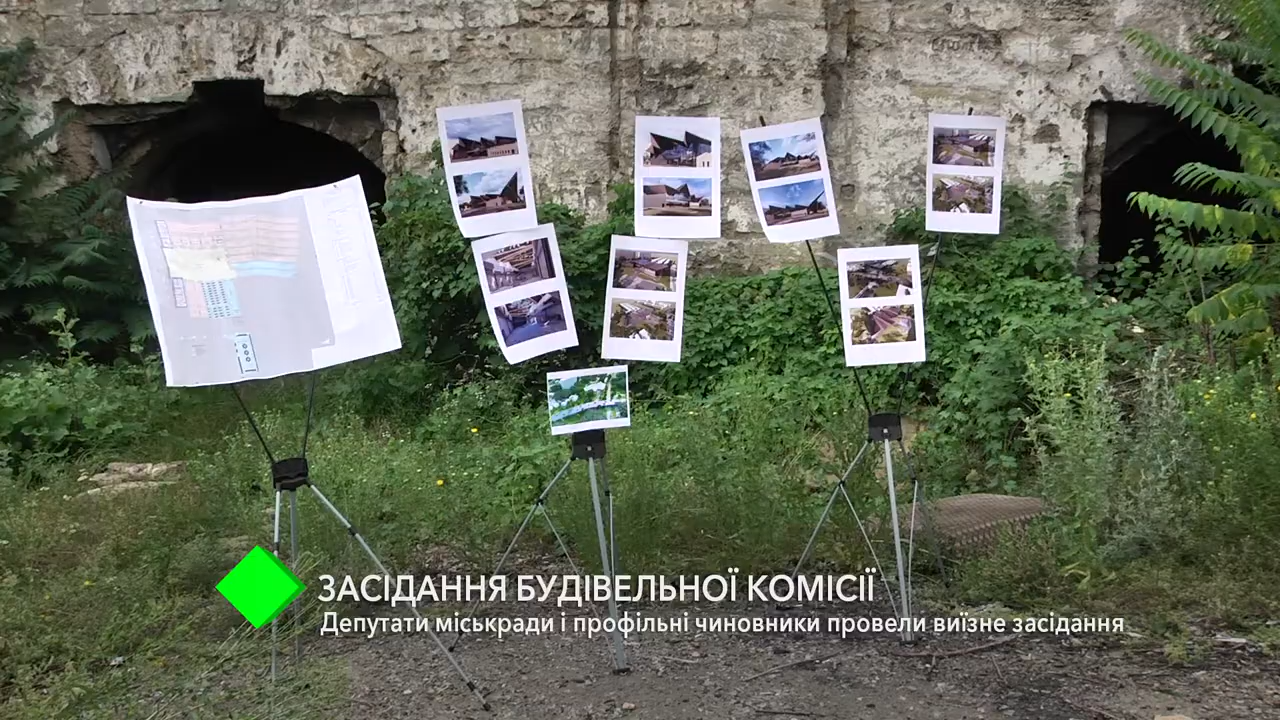 ЗАСІДАННЯ БУДІВЕЛЬНОЇ КОМІСІЇ
Депутати міськради і профільні чиновники провели виїзне засідання